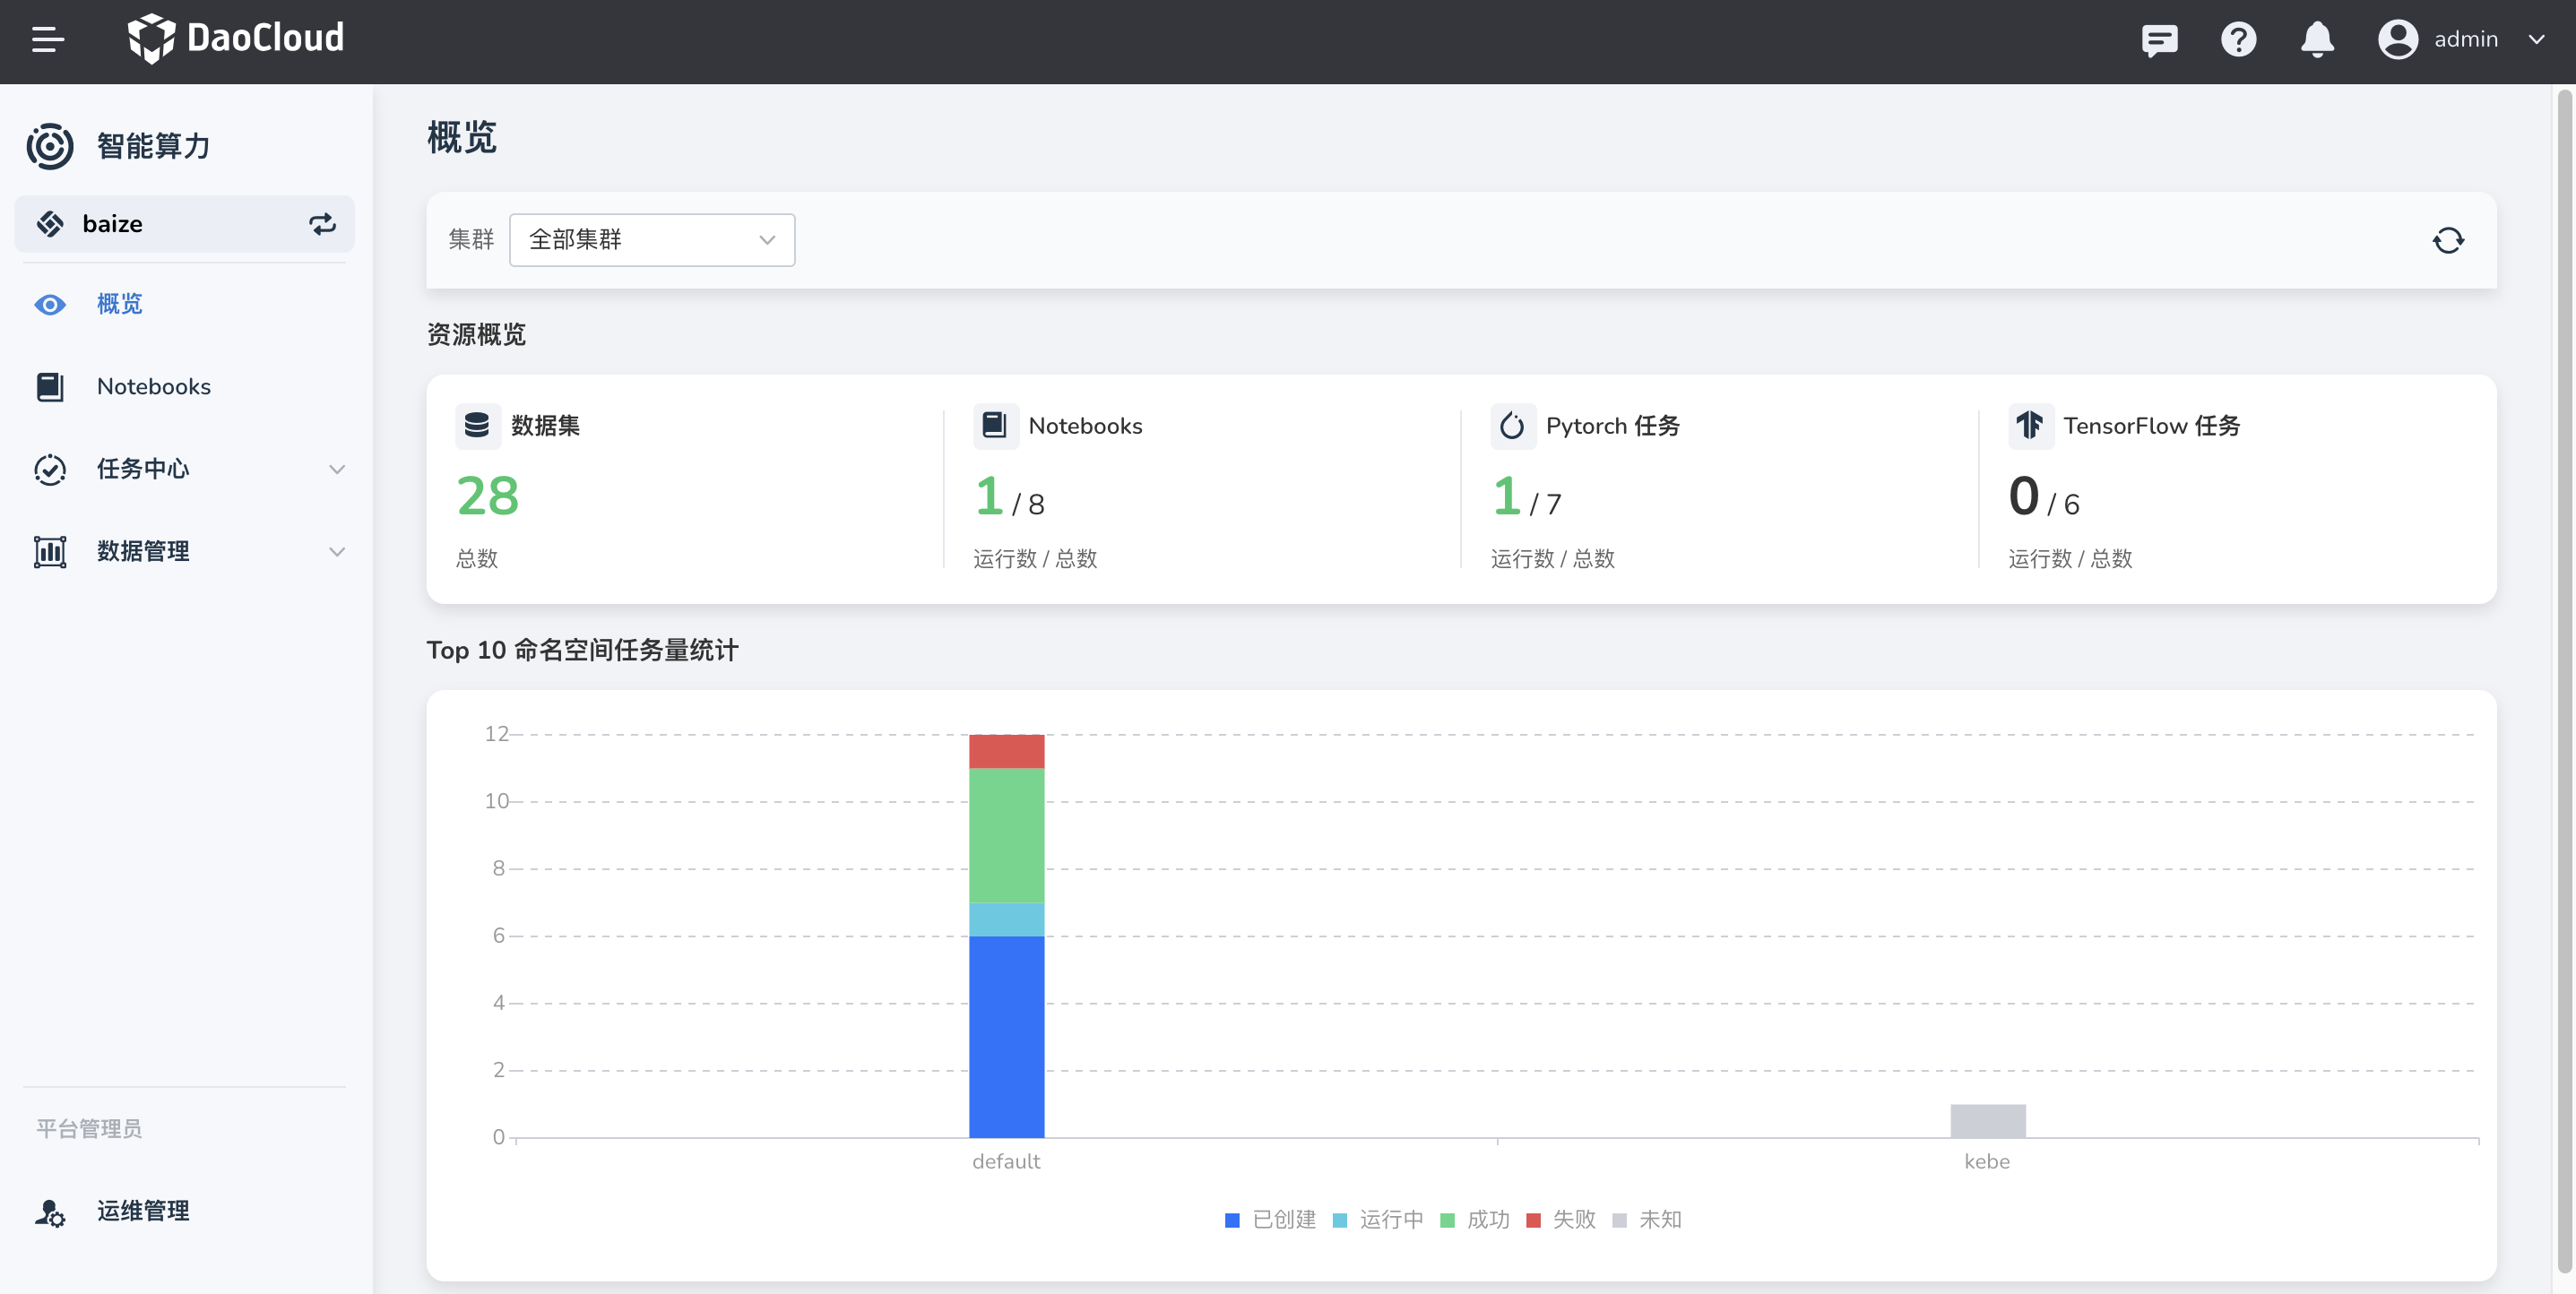 DaoCloud
admin
智能算力
baize
概览
Notebooks
任务中心
数据管理
平台管理员
运维管理
概览
集群 全部集群
资源概览
数据集 Notebooks Pytorch 任务 TensorFlow 任务
28 1 / 8 1 / 7 0 / 6
总数 运行数 / 总数 运行数 / 总数 运行数 / 总数
Top 10 命名空间任务量统计
12
10
8
6
4
2
0
default kebe
已创建 运行中 成功 失败 未知